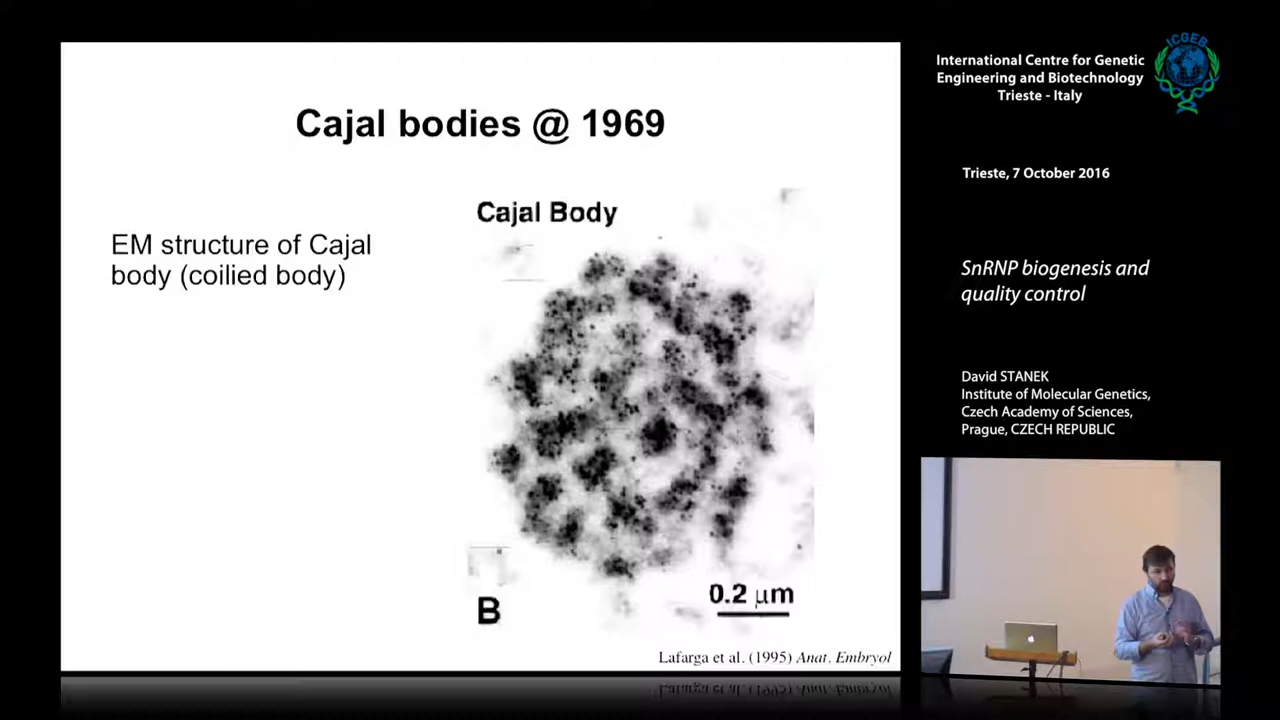 Cajal bodies @ 1969
EM structure of Cajal
body (coilied body)
Cajal Body
B
0.2 µm
Lafarga et al. (1995) Anat. Embryol
ICGEB
International Centre for Genetic
Engineering and Biotechnology
Trieste - Italy
Trieste, 7 October 2016
SnRNP biogenesis and
quality control
David STANEK
Institute of Molecular Genetics,
Czech Academy of Sciences,
Prague, CZECH REPUBLIC